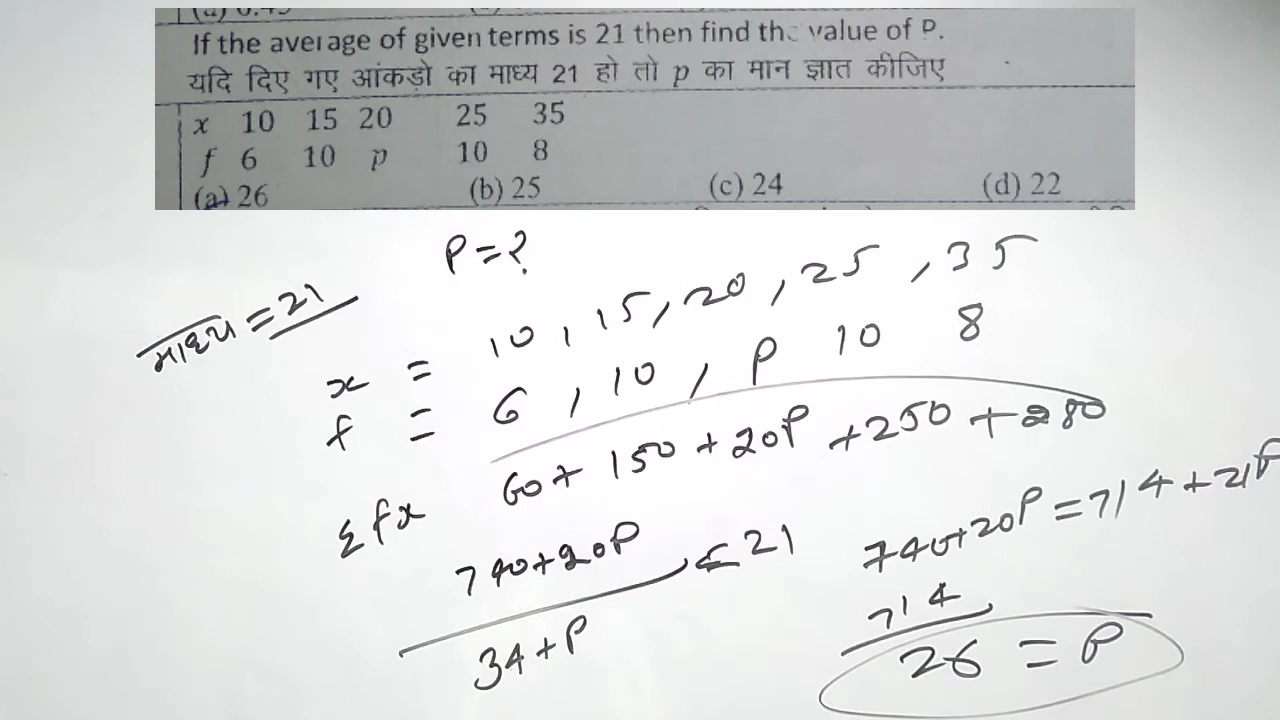 If the average of given terms is 21 then find the value of P.
यदि दिए गए आंकड़ो का माध्य 21 हो तो p का मान ज्ञात कीजिए
x 10 15 20 25 35
f 6 10 p 10 8
(a) 26 (b) 25 (c) 24 (d) 22
P = ?
माध्य = 21
x = 10, 15, 20, 25, 35
f = 6, 10, P 10 8
Σfx 60+ 150 + 20P + 250 + 280
740+20P = 21
34+P
740+20P = 714+21P
714
26 = P